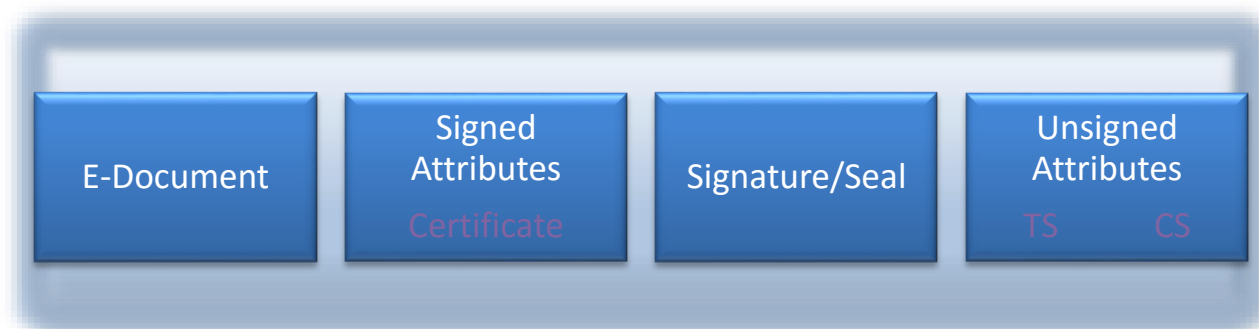 E-Document
Signed
Attributes
Certificate
Signature/Seal
Unsigned
Attributes
TS CS